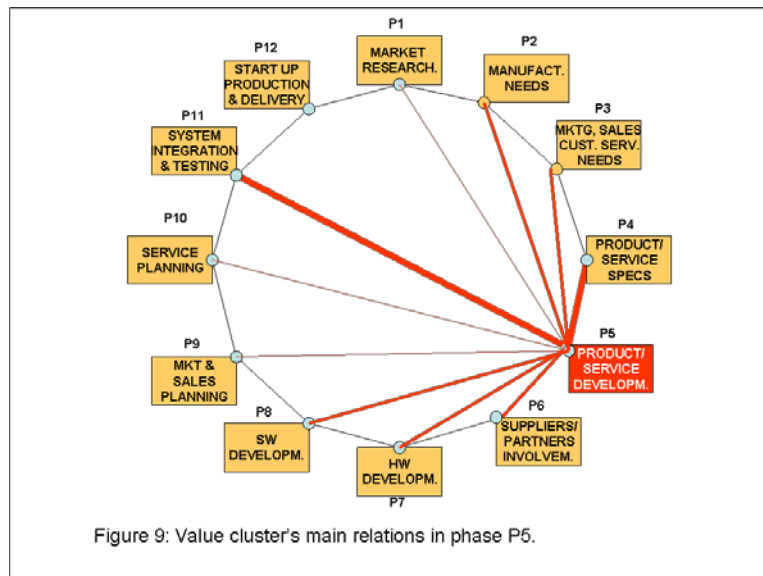 P1
MARKET
RESEARCH.
P2
MANUFACT.
NEEDS
P3
MKTG, SALES
CUST. SERV.
NEEDS
P4
PRODUCT/
SERVICE
SPECS
P5
PRODUCT/
SERVICE
DEVELOPM.
P6
SUPPLIERS/
PARTNERS
INVOLVEM.
HW
DEVELOPM.
P7
P8
SW
DEVELOPM.
P9
MKT &
SALES
PLANNING
P10
SERVICE
PLANNING
P11
SYSTEM
INTEGRATION
& TESTING
P12
START UP
PRODUCTION
& DELIVERY
Figure 9: Value cluster's main relations in phase P5.